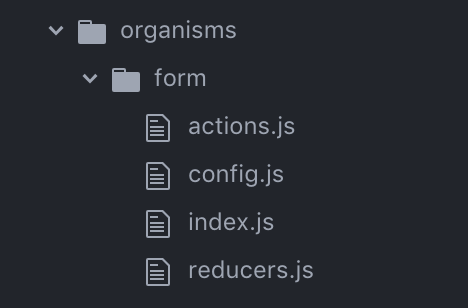 organisms
form
actions.js
config.js
index.js
reducers.js